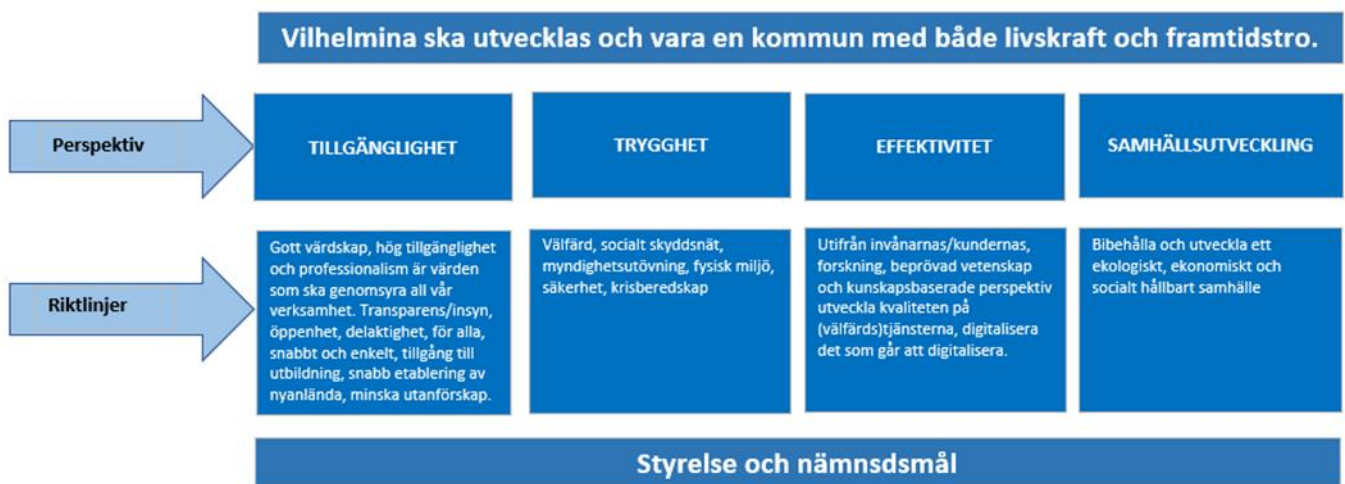 Vilhelmina ska utvecklas och vara en kommun med både livskraft och framtidstro.
Perspektiv
TILLGÄNGLIGHET
TRYGGHET
EFFEKTIVITET
SAMHÄLLSUTVECKLING
Riktlinjer
Gott värdskap, hög tillgänglighet
och professionalism är värden
som ska genomsyra all vår
verksamhet. Transparens/insyn,
öppenhet, delaktighet, för alla,
snabbt och enkelt, tillgång till
utbildning, snabb etablering av
nyanlända, minska utanförskap.
Välfärd, socialt skyddsnät,
myndighetsutövning, fysisk miljö,
säkerhet, krisberedskap
Utifrån invånarnas/kundernas,
forskning, beprövad vetenskap
och kunskapsbaserade perspektiv
utveckla kvaliteten på
(välfärds)tjänsterna, digitalisera
det som går att digitalisera.
Bibehålla och utveckla ett
ekologiskt, ekonomiskt och
socialt hållbart samhälle
Styrelse och nämnsdsmål